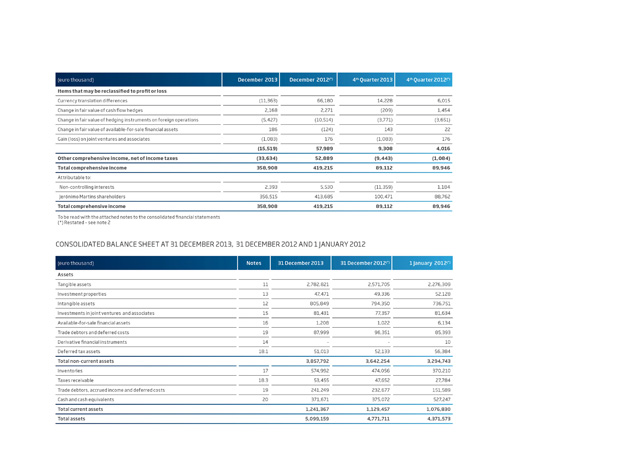 (euro thousand) December 2013 December 2012(*) 4th Quarter 2013 4th Quarter 2012(*)
Items that may be reclassified to profit or loss
Currency translation differences (11,363) 66,180 14,228 6,015
Change in fair value of cash flow hedges 2,168 2,271 (203) 1,454
Change in fair value of hedging instruments on foreign operations (5,427) (10,514) (3,771) (3,651)
Change in fair value of available-for-sale financial assets 186 (124) 143 22
Gain (loss) on joint ventures and associates (1,083) 176 (1,083) 176
(15,519) 57,989 9,308 4,016
Other comprehensive income, net of income taxes (33,634) 52,889 (9,443) (1,084)
Total comprehensive income 358,908 419,215 89,112 89,946
Attributable to:
Non-controlling interests 2,393 5,530 (11,359) 1,184
Jerónimo Martins shareholders 356,515 413,685 100,471 88,762
Total comprehensive income 358,908 419,215 89,112 89,946
To be read with the attached notes to the consolidated financial statements
(*) Restated - see note 2
CONSOLIDATED BALANCE SHEET AT 31 DECEMBER 2013, 31 DECEMBER 2012 AND 1 JANUARY 2012
(euro thousand) Notes 31 December 2013 31 December 2012(*) 1 January 2012(*)
Assets
Tangible assets 11 2,782,621 2,571,705 2,276,399
Investment properties 13 47,471 49,336 52,128
Intangible assets 12 805,849 794,350 736,751
Investments in joint ventures and associates 15 81,431 77,357 81,634
Available-for-sale financial assets 16 1,208 1,022 6,134
Trade debtors and deferred costs 19 87,999 96,351 85,393
Derivative financial instruments 14 - - 10
Deferred tax assets 18.1 51,013 52,133 56,384
Total non-current assets 3,857,792 3,642,254 3,294,743
Inventories 17 574,992 474,056 370,210
Taxes receivable 18.3 53,455 47,652 27,784
Trade debtors, accrued income and deferred costs 19 241,249 232,677 151,589
Cash and cash equivalents 20 371,671 375,072 527,247
Total current assets 1,241,367 1,129,457 1,076,830
Total assets 5,099,159 4,771,711 4,371,573